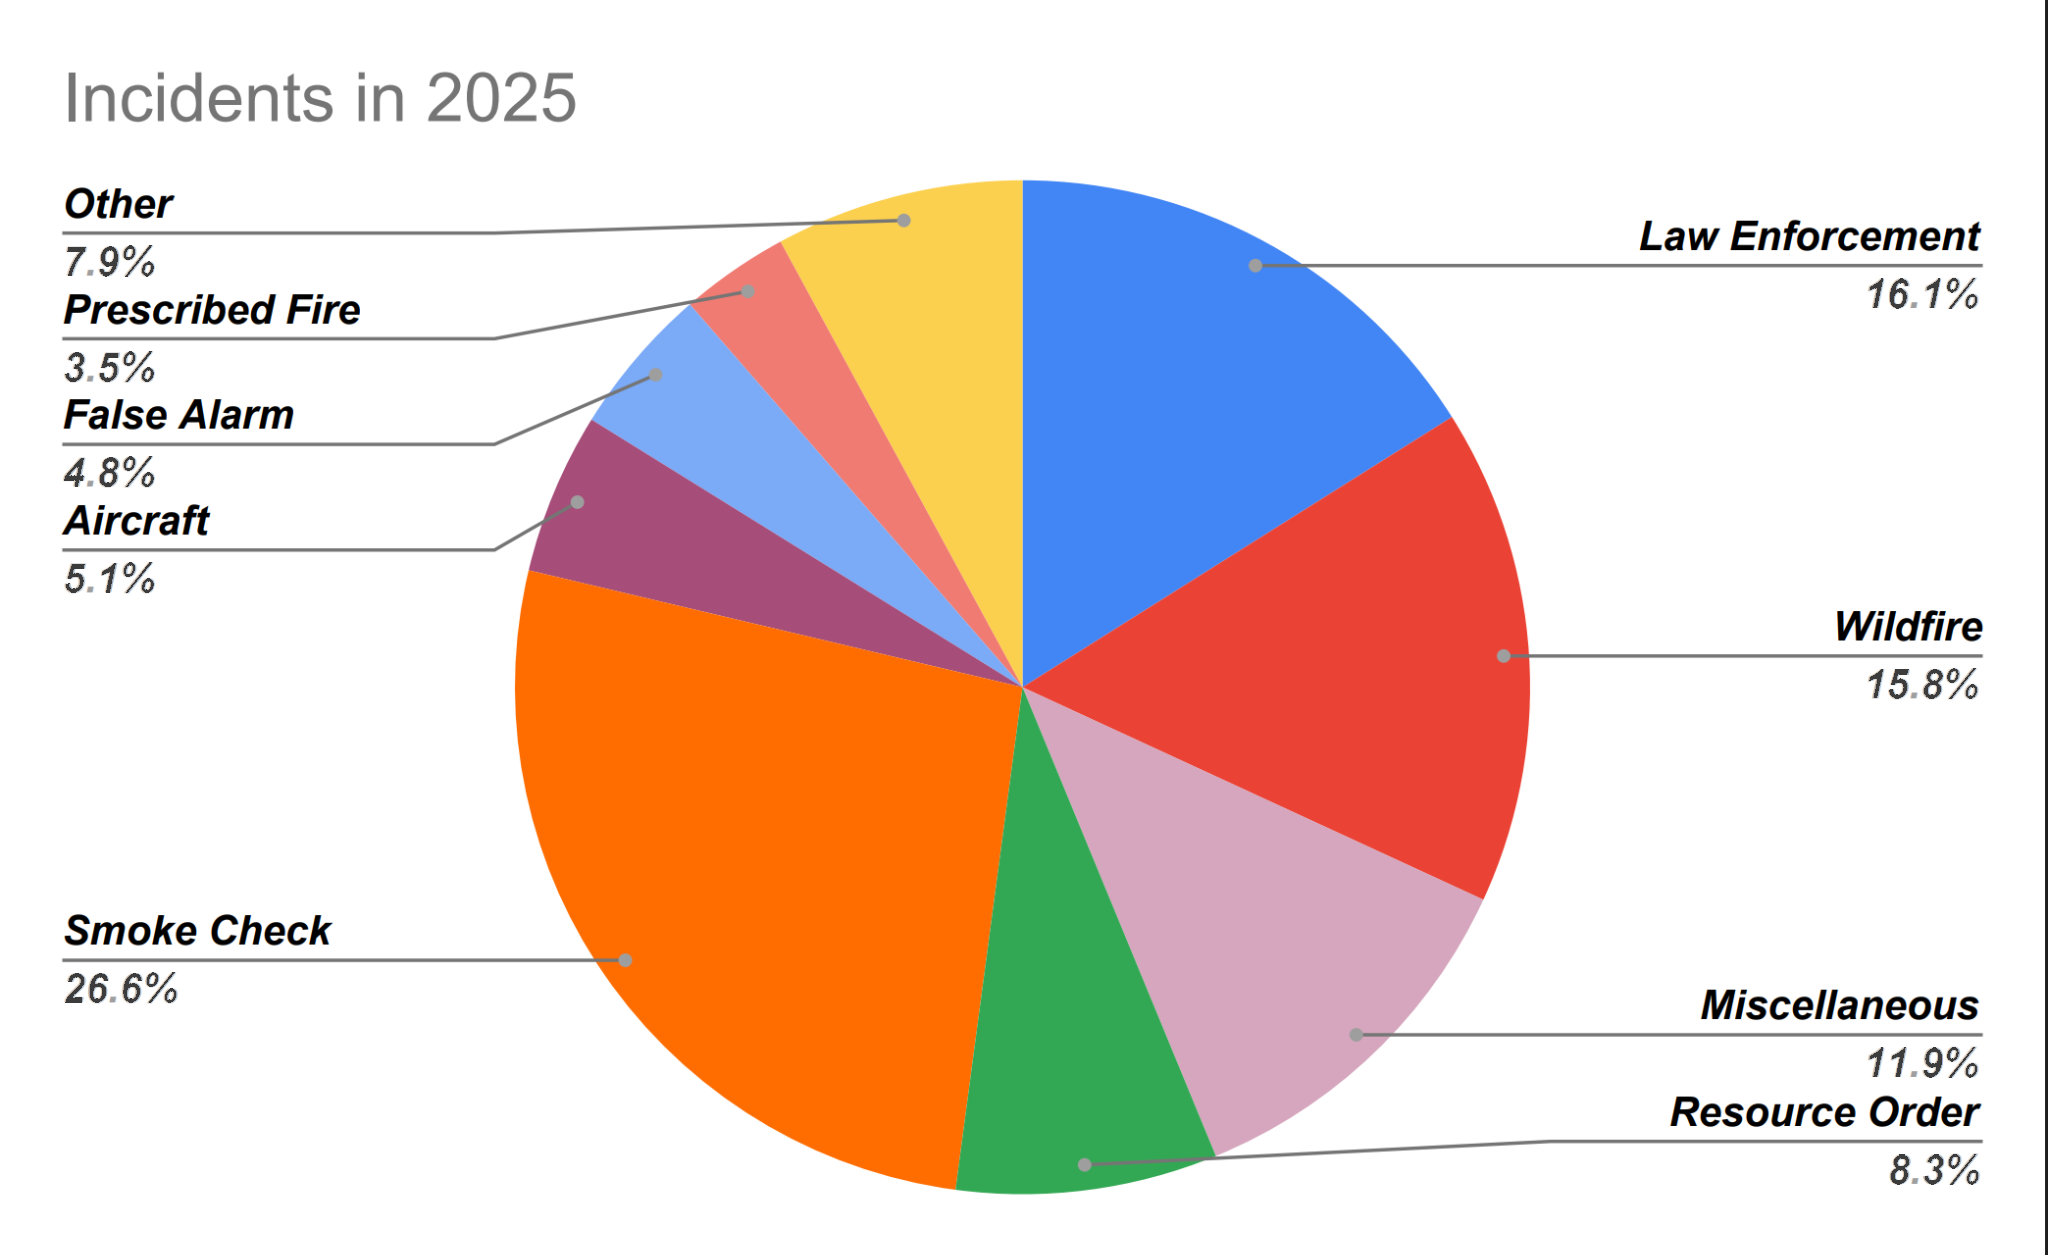 Incidents in 2025
Other
7.9%
Prescribed Fire
3.5%
False Alarm
4.8%
Aircraft
5.1%
Smoke Check
26.6%
Law Enforcement
16.1%
Wildfire
15.8%
Miscellaneous
11.9%
Resource Order
8.3%